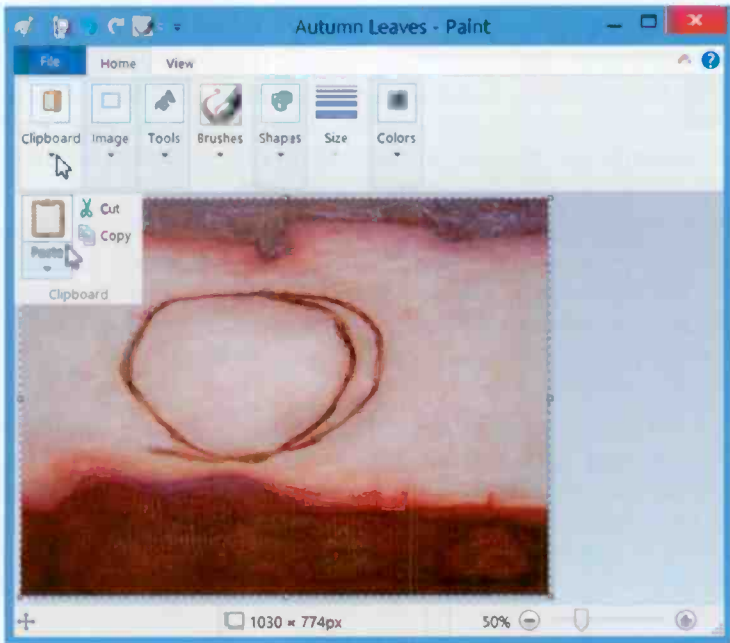 Autumn Leaves - Paint
File Home View
Clipboard Image Tools Brushes Shapes Size Colors
Cut
Copy
Paste
Clipboard
1030 × 774px 50%